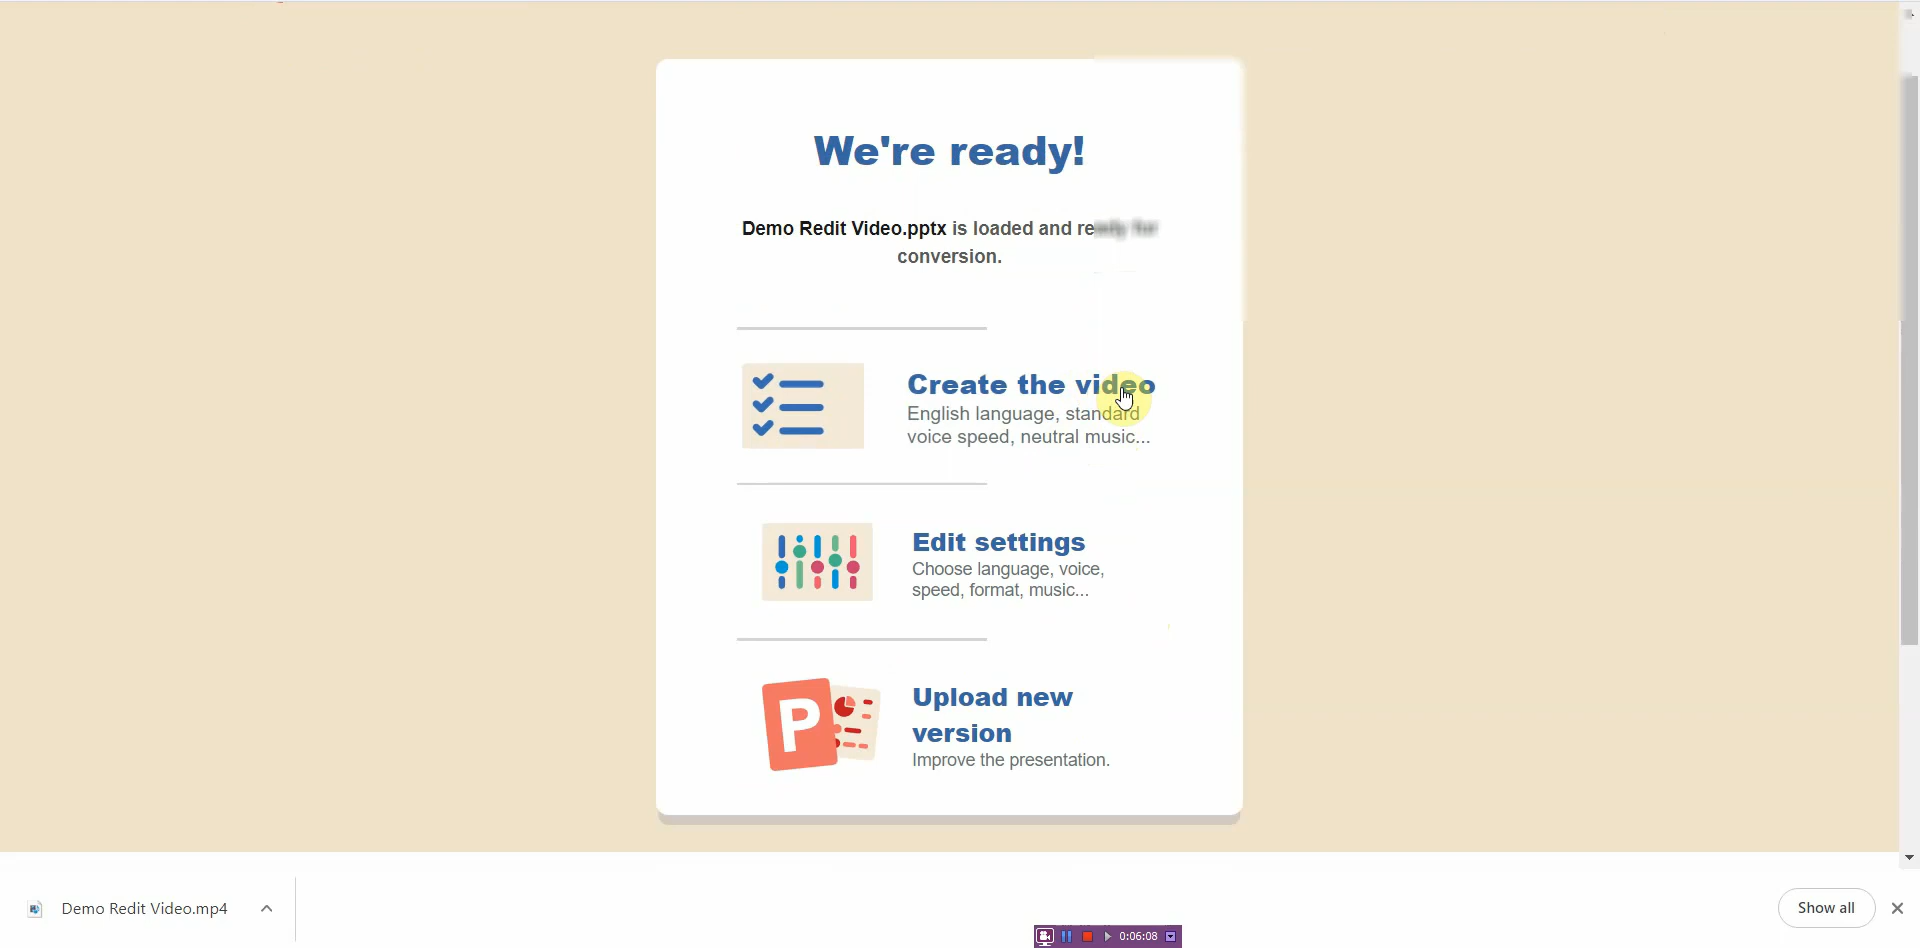 We're ready!
Demo Redit Video.pptx is loaded and ready for
conversion.
Create the video
English language, standard
voice speed, neutral music...
Edit settings
Choose language, voice,
speed, format, music...
P
Upload new
version
Improve the presentation.
Demo Redit Video.mp4
Show all
0:06:08